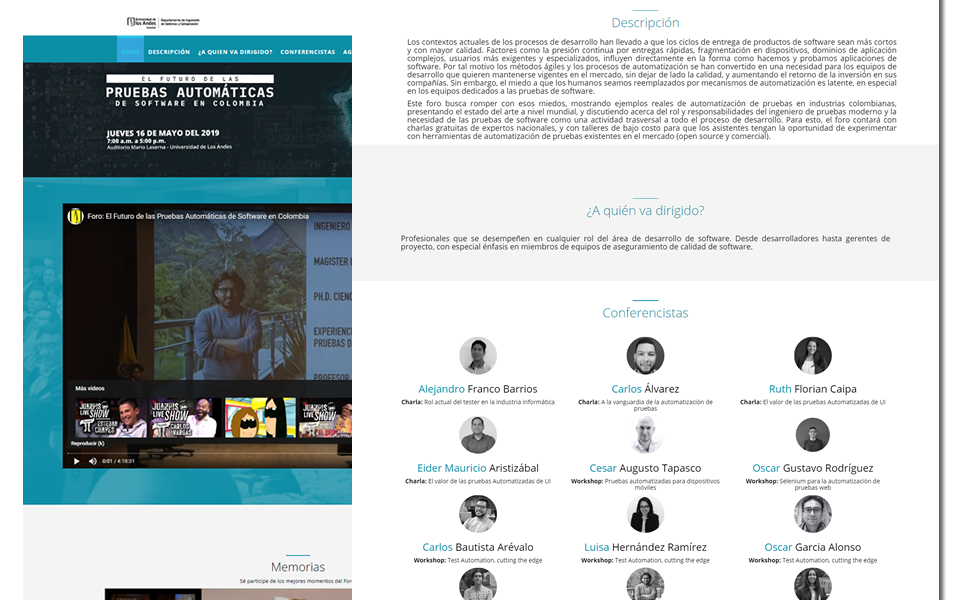 Universidad de
los Andes
Colombia
Departamento de Ingeniería
de Sistemas y Computación
HOME DESCRIPCIÓN ¿A QUIEN VA DIRIGIDO? CONFERENCISTAS AG
EL FUTURO DE LAS
PRUEBAS AUTOMÁTICAS
DE SOFTWARE EN COLOMBIA
JUEVES 16 DE MAYO DEL 2019
7:00 a.m. a 5:00 p.m.
Auditorio Mario Laserna - Universidad de Los Andes
Foro: El Futuro de las Pruebas Automáticas de Software en Colombia
INGENIERO
MAGISTER
PH.D. CIENC
EXPERIENC
PRUEBAS D
PROFESOR
Más videos
JUANPIS
LIVE
SHOW
ESTEBAN
CHAVES
JUANPIS
LIVE
SHOW
CARLOS
VARGAS
JUANPIS
LIVE
SHOW
Reproducir (k)
0:01 / 4:18:31
Memorias
Sé participe de los mejores momentos del For
Descripción
Los contextos actuales de los procesos de desarrollo han llevado a que los ciclos de entrega de productos de software sean más cortos
y con mayor calidad. Factores como la presión continua por entregas rápidas, fragmentación en dispositivos, dominios de aplicación
complejos, usuarios más exigentes y especializados, influyen directamente en la forma como hacemos y probamos aplicaciones de
software. Por tal motivo los métodos ágiles y los procesos de automatización se han convertido en una necesidad para los equipos de
desarrollo que quieren mantenerse vigentes en el mercado, sin dejar de lado la calidad, y aumentando el retorno de la inversión en sus
compañías. Sin embargo, el miedo a que los humanos seamos reemplazados por mecanismos de automatización es latente, en especial
en los equipos dedicados a las pruebas de software.
Este foro busca romper con esos miedos, mostrando ejemplos reales de automatización de pruebas en industrias colombianas,
presentando el estado del arte a nivel mundial, y discutiendo acerca del rol y responsabilidades del ingeniero de pruebas moderno y la
necesidad de las pruebas de software como una actividad trasversal a todo el proceso de desarrollo. Para esto, el foro contará con
charlas gratuitas de expertos nacionales, y con talleres de bajo costo para que los asistentes tengan la oportunidad de experimentar
con herramientas de automatización de pruebas existentes en el mercado (open source y comercial).
¿A quién va dirigido?
Profesionales que se desempeñen en cualquier rol del área de desarrollo de software. Desde desarrolladores hasta gerentes de
proyecto, con especial énfasis en miembros de equipos de aseguramiento de calidad de software.
Conferencistas
Alejandro Franco Barrios
Charla: Rol actual del tester en la industria informática
Carlos Álvarez
Charla: A la vanguardia de la automatización de
pruebas
Ruth Florian Caipa
Charla: El valor de las pruebas Automatizadas de UI
Eider Mauricio Aristizábal
Charla: El valor de las pruebas Automatizadas de UI
Cesar Augusto Tapasco
Workshop: Pruebas automatizadas para dispositivos
móviles
Oscar Gustavo Rodríguez
Workshop: Selenium para la automatización de
pruebas web
Carlos Bautista Arévalo
Workshop: Test Automation, cutting the edge
Luisa Hernández Ramírez
Workshop: Test Automation, cutting the edge
Oscar Garcia Alonso
Workshop: Test Automation, cutting the edge